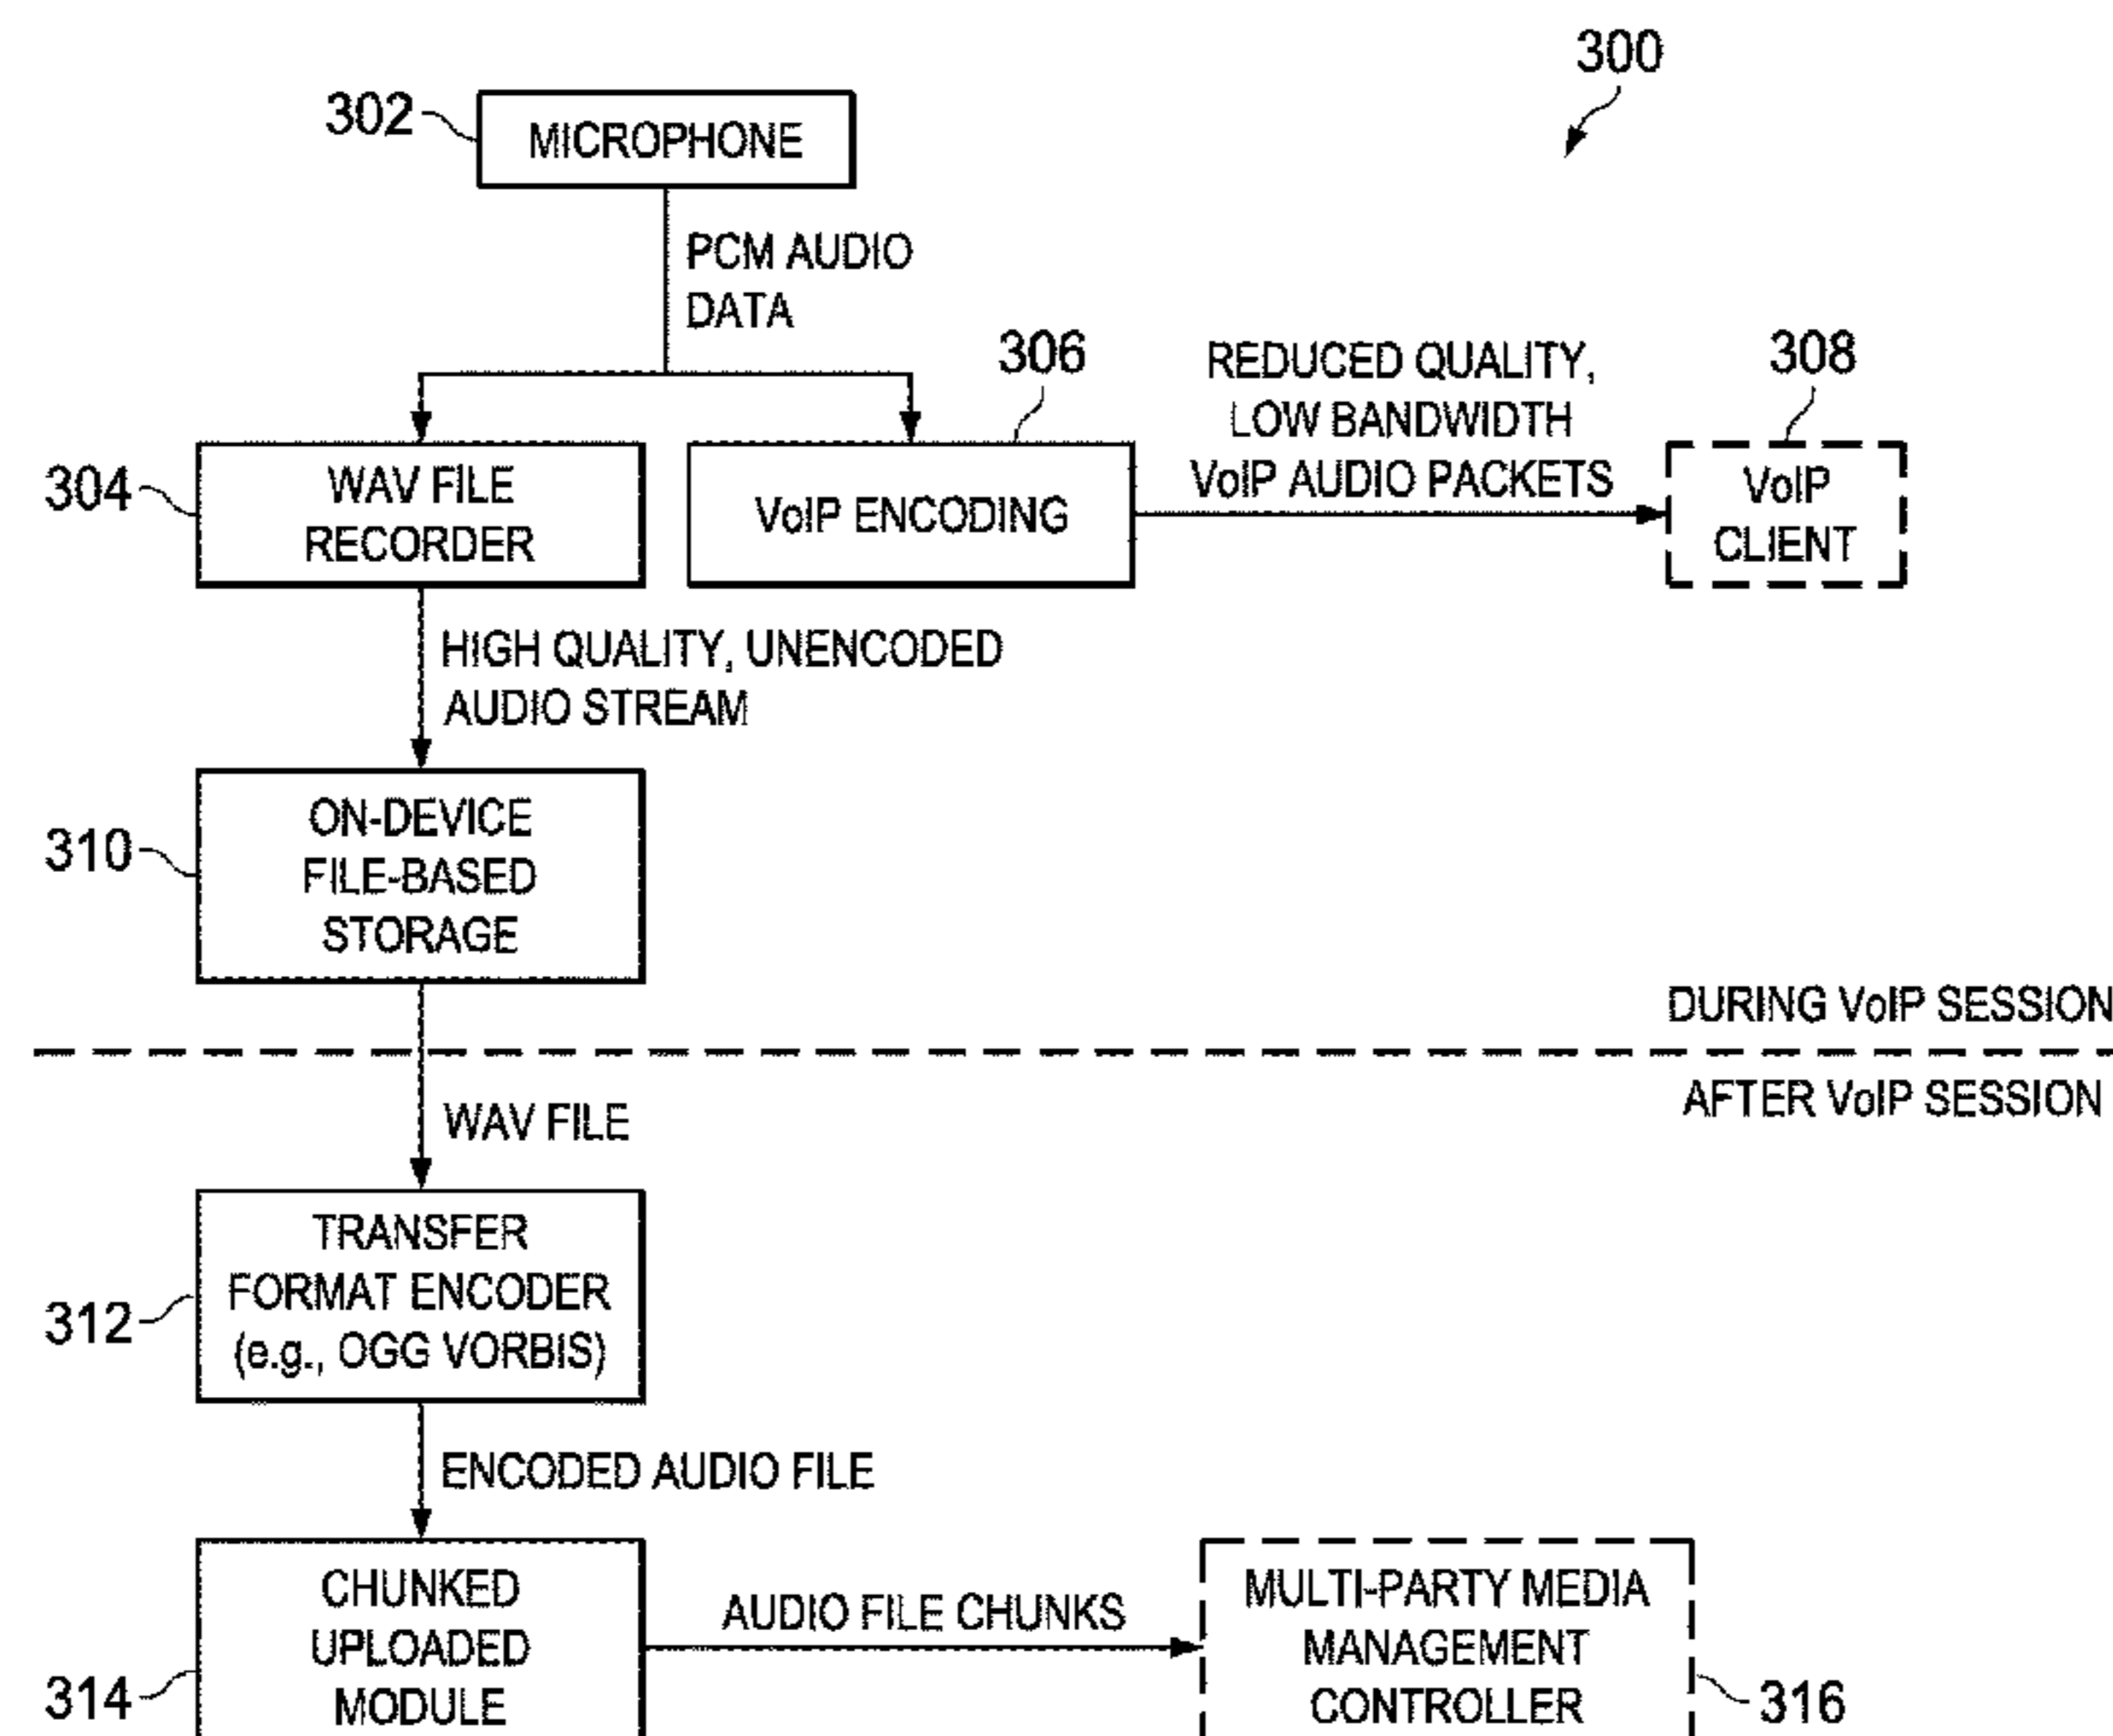 300
302
MICROPHONE
PCM AUDIO
DATA
306
REDUCED QUALITY,
LOW BANDWIDTH
VoIP AUDIO PACKETS
308
304
WAV FILE
RECORDER
VoIP ENCODING
VoIP
CLIENT
HIGH QUALITY, UNENCODED
AUDIO STREAM
310
ON-DEVICE
FILE-BASED
STORAGE
DURING VoIP SESSION
AFTER VoIP SESSION
WAV FILE
312
TRANSFER
FORMAT ENCODER
(e.g., OGG VORBIS)
ENCODED AUDIO FILE
314
CHUNKED
UPLOADED
MODULE
AUDIO FILE CHUNKS
MULTI-PARTY MEDIA
MANAGEMENT
CONTROLLER
316